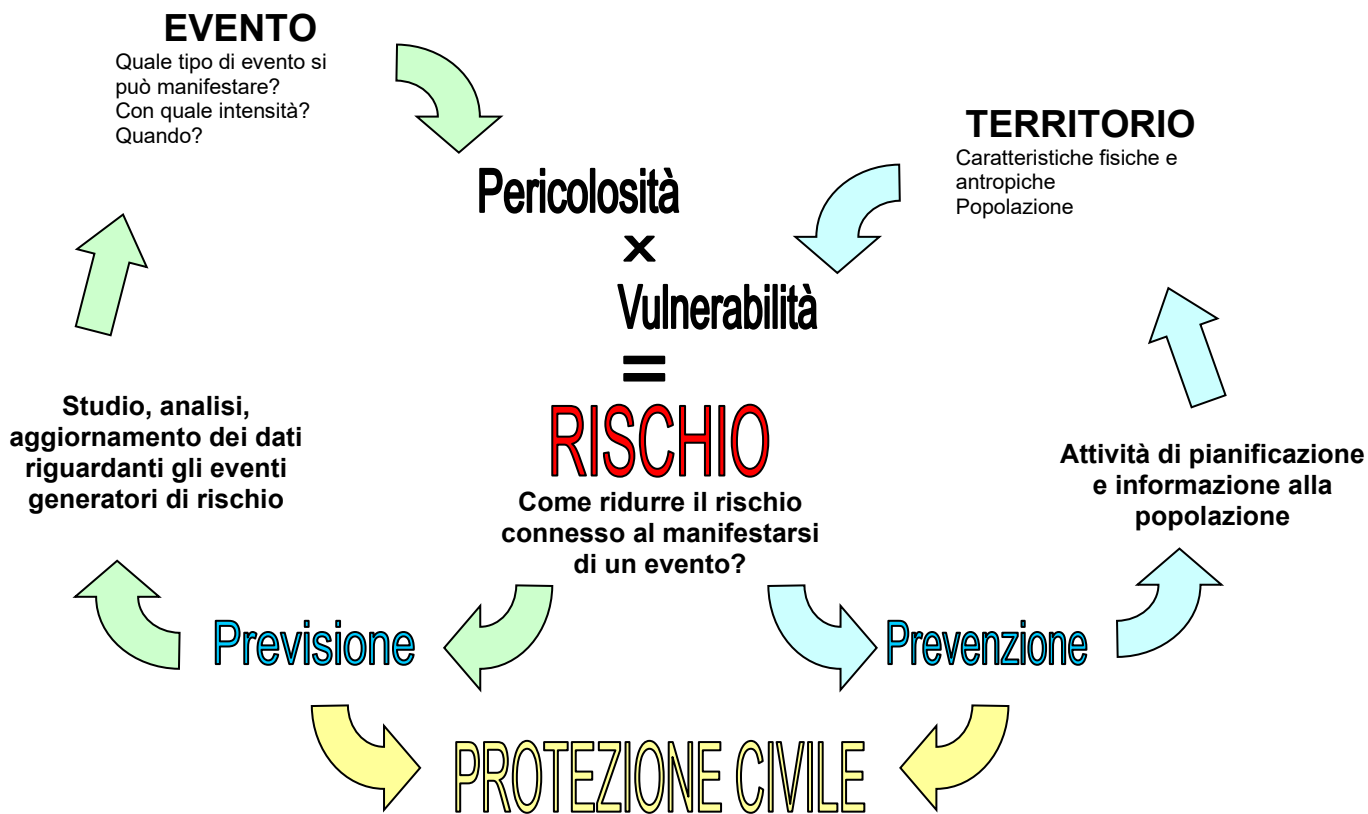 EVENTO
Quale tipo di evento si
può manifestare?
Con quale intensità?
Quando?
TERRITORIO
Caratteristiche fisiche e
antropiche
Popolazione
Pericolosità
x
Vulnerabilità
=
RISCHIO
Come ridurre il rischio
connesso al manifestarsi
di un evento?
Studio, analisi,
aggiornamento dei dati
riguardanti gli eventi
generatori di rischio
Attività di pianificazione
e informazione alla
popolazione
Previsione
Prevenzione
PROTEZIONE CIVILE